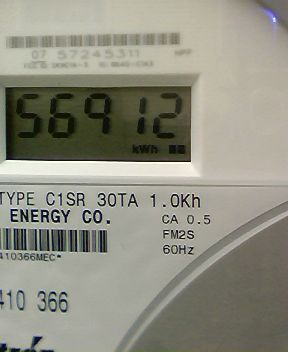 07 57245311
56912
kWh
TYPE C1SR 30TA 1.0Kh
ENERGY CO.
CA 0.5
FM2S
60Hz
410366MEC*
410 366